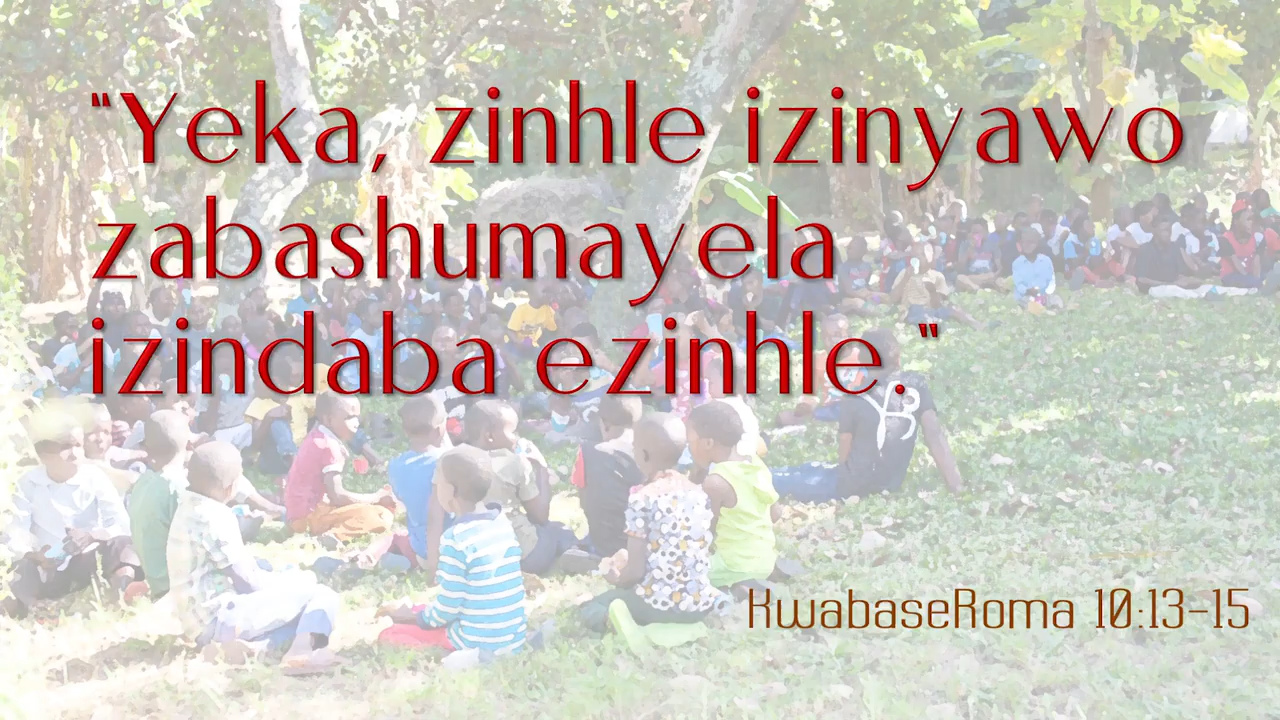 "Yeka, zinhle izinyawo
zabashumayela
izindaba ezinhle."
KwabaseRoma 10:13-15